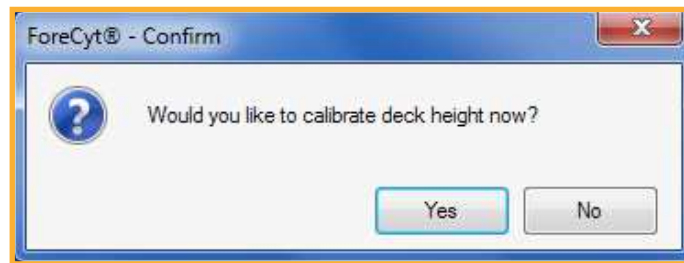 ForeCyt® - Confirm
Would you like to calibrate deck height now?
Yes No